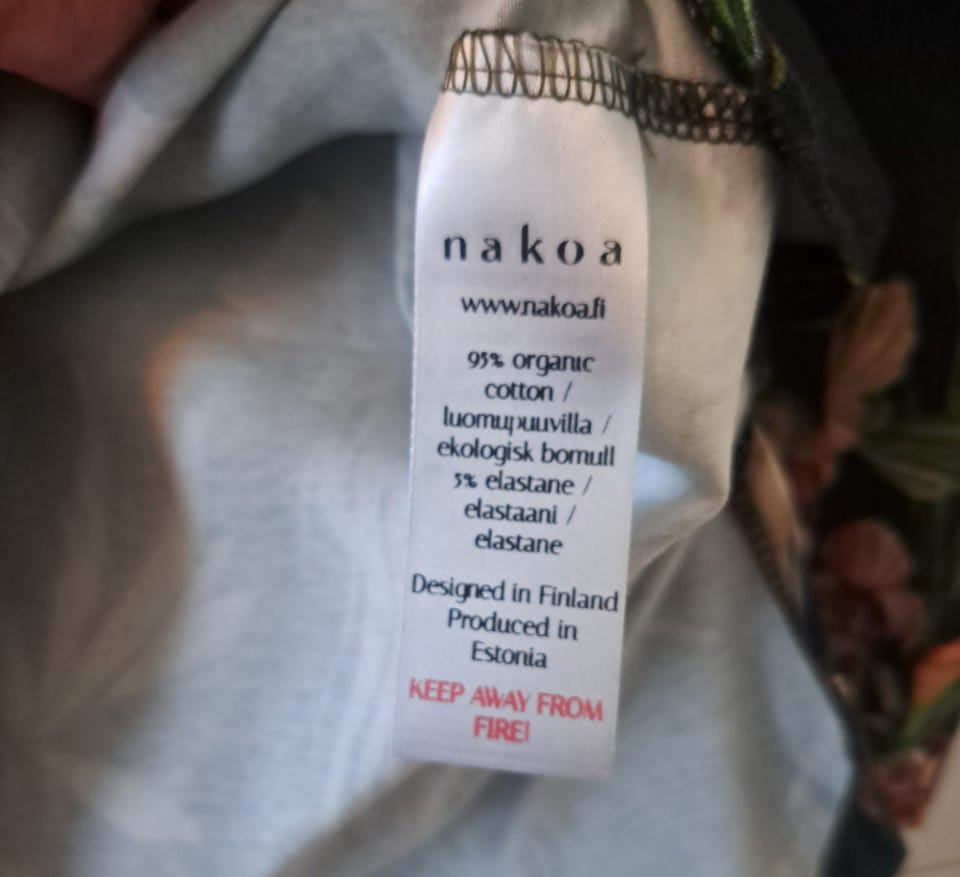 nakoa
www.nakoa.fi
95% organic
cotton /
luomupuuvilla /
ekologisk bomull
5% elastane /
elastaani /
elastane
Designed in Finland
Produced in
Estonia
KEEP AWAY FROM
FIRE!